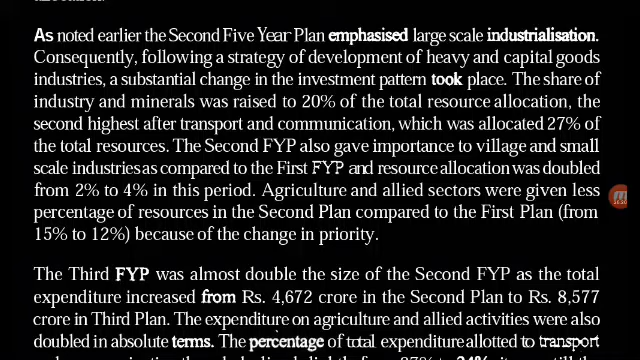 As noted earlier the Second Five Year Plan emphasised large scale industrialisation.
Consequently, following a strategy of development of heavy and capital goods
industries, a substantial change in the investment pattern took place. The share of
industry and minerals was raised to 20% of the total resource allocation, the
second highest after transport and communication, which was allocated 27% of
the total resources. The Second FYP also gave importance to village and small
scale industries as compared to the First FYP and resource allocation was doubled
from 2% to 4% in this period. Agriculture and allied sectors were given less
percentage of resources in the Second Plan compared to the First Plan (from
15% to 12%) because of the change in priority.
The Third FYP was almost double the size of the Second FYP as the total
expenditure increased from Rs. 4,672 crore in the Second Plan to Rs. 8,577
crore in Third Plan. The expenditure on agriculture and allied activities were also
doubled in absolute terms. The percentage of total expenditure allotted to transport